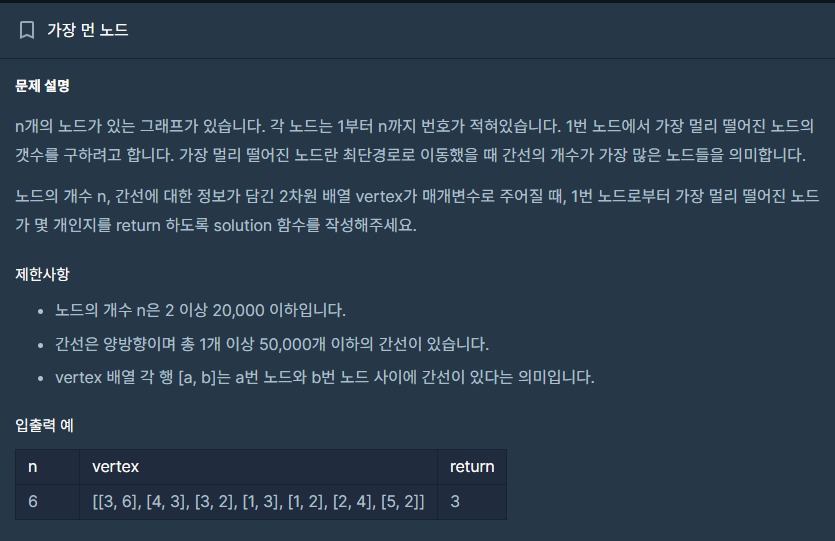 가장 먼 노드
문제 설명
n개의 노드가 있는 그래프가 있습니다. 각 노드는 1부터 n까지 번호가 적혀있습니다. 1번 노드에서 가장 멀리 떨어진 노드의
갯수를 구하려고 합니다. 가장 멀리 떨어진 노드란 최단경로로 이동했을 때 간선의 개수가 가장 많은 노드들을 의미합니다.
노드의 개수 n, 간선에 대한 정보가 담긴 2차원 배열 vertex가 매개변수로 주어질 때, 1번 노드로부터 가장 멀리 떨어진 노드
가 몇 개인지를 return 하도록 solution 함수를 작성해주세요.
제한사항
• 노드의 개수 n은 2 이상 20,000 이하입니다.
• 간선은 양방향이며 총 1개 이상 50,000개 이하의 간선이 있습니다.
• vertex 배열 각 행 [a, b]는 a번 노드와 b번 노드 사이에 간선이 있다는 의미입니다.
입출력 예
n vertex return
6 [[3, 6], [4, 3], [3, 2], [1, 3], [1, 2], [2, 4], [5, 2]] 3